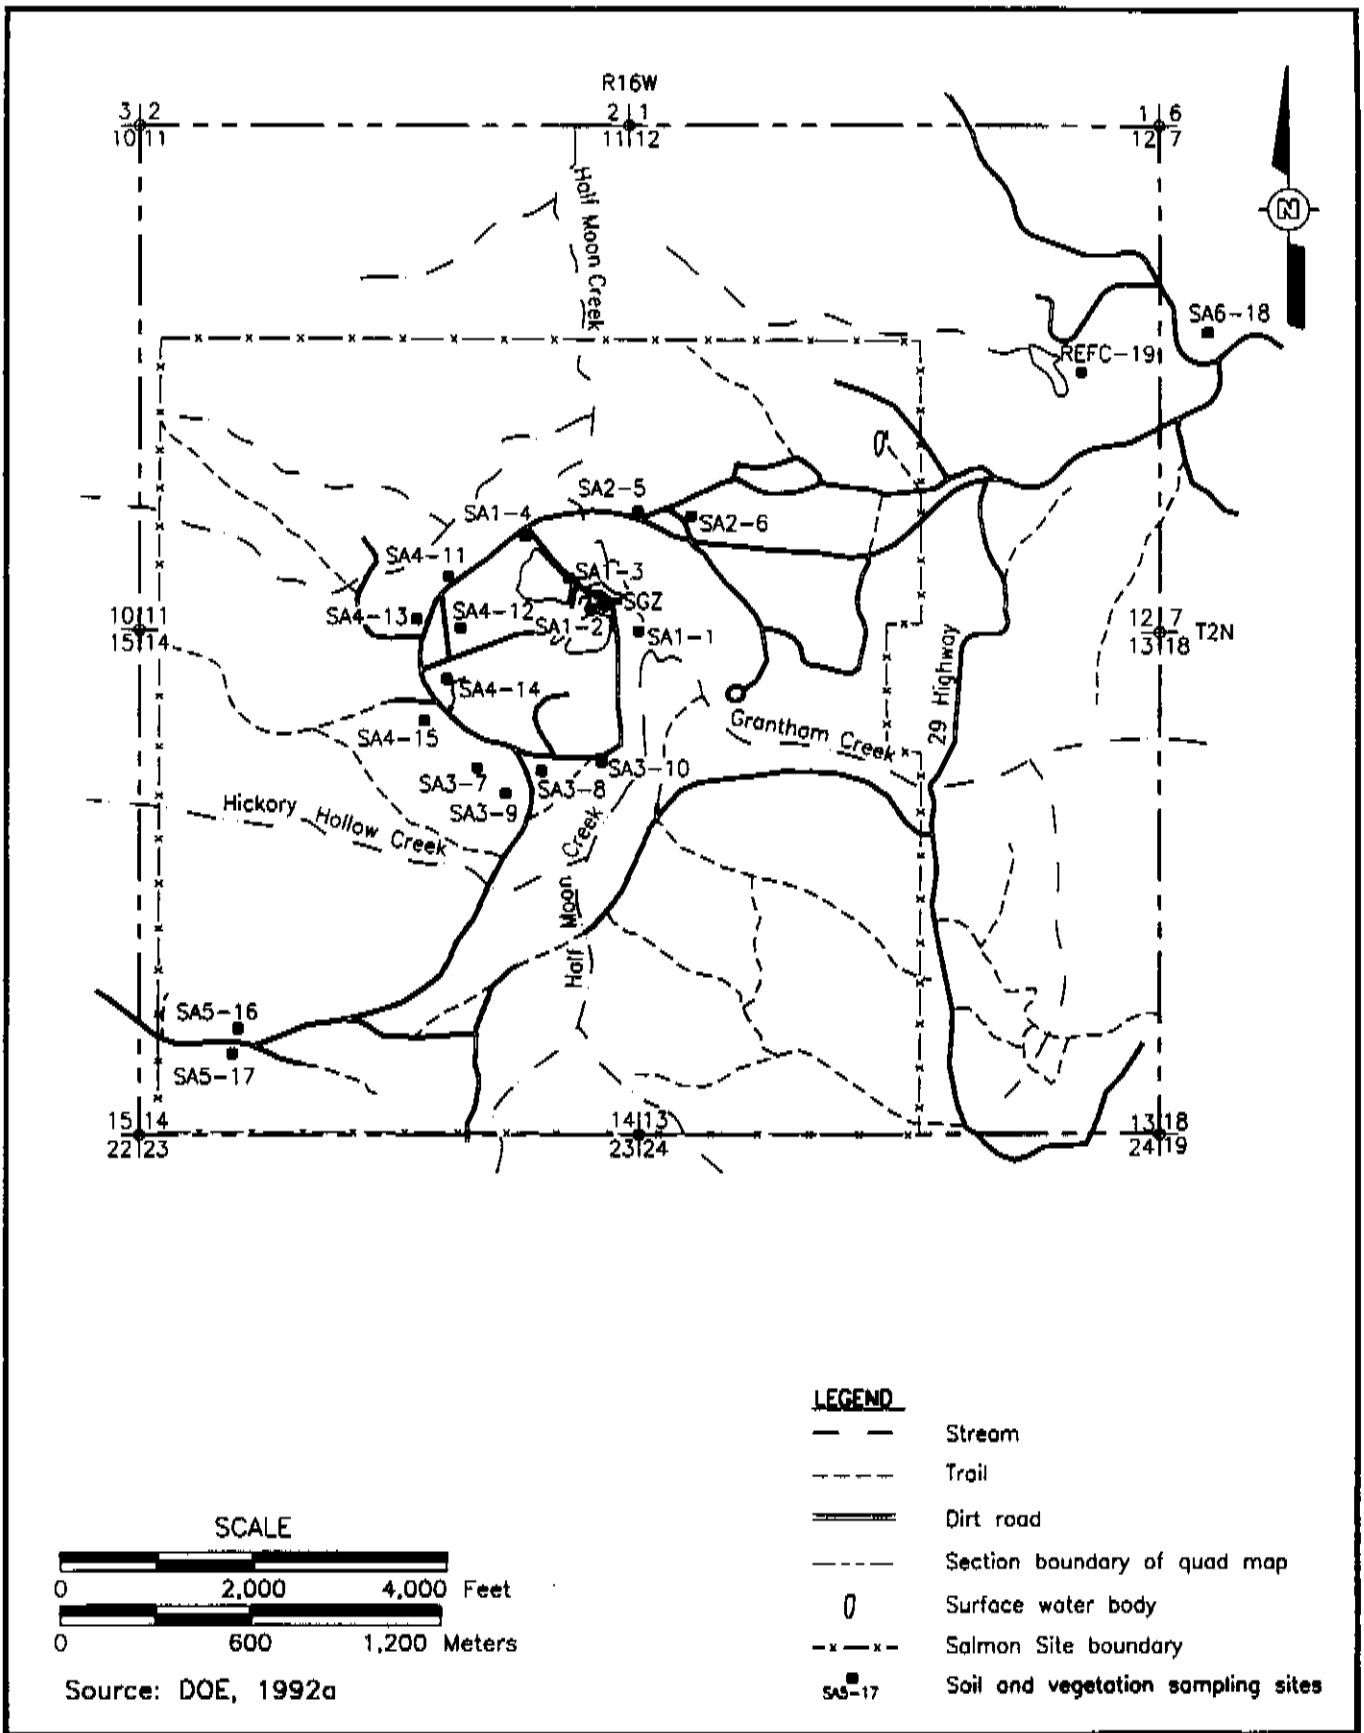 R16W
3 2
10 11
2 1
11 12
1 6
12 7
N
Half Moon Creek
SA6-18
REFC-19
SA2-5
SA1-4
SA2-6
SA4-11
SA1-3
SGZ
SA4-13
SA4-12
SA1-2
SA1-1
10 11
15 14
12 7
13 18
T2N
29 Highway
SA4-14
Grantham Creek
SA4-15
SA3-10
SA3-7
SA3-8
SA3-9
Hickory Hollow Creek
Half Moon Creek
SA5-16
SA5-17
15 14
22 23
14 13
23 24
13 18
24 19
LEGEND
Stream
Trail
Dirt road
Section boundary of quad map
Surface water body
Salmon Site boundary
SA5-17 Soil and vegetation sampling sites
SCALE
0 2,000 4,000 Feet
0 600 1,200 Meters
Source: DOE, 1992a